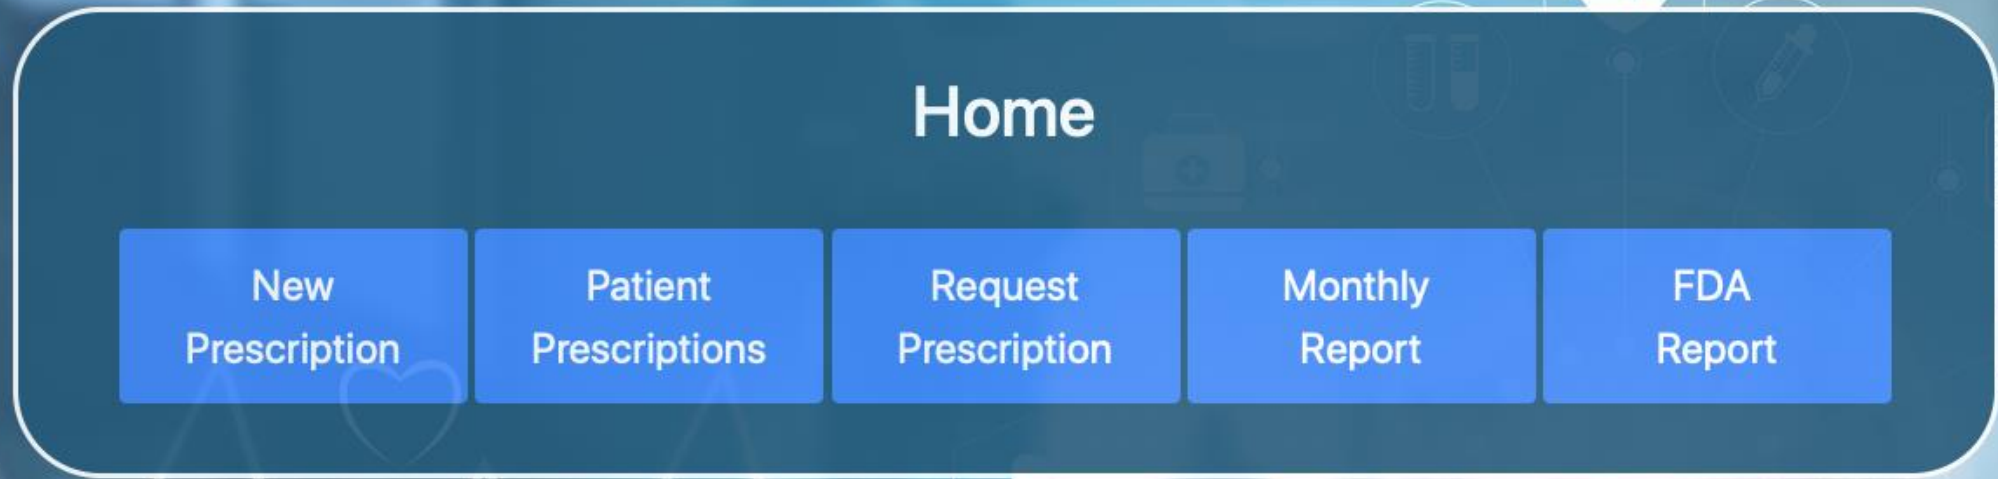 Home
New
Prescription
Patient
Prescriptions
Request
Prescription
Monthly
Report
FDA
Report